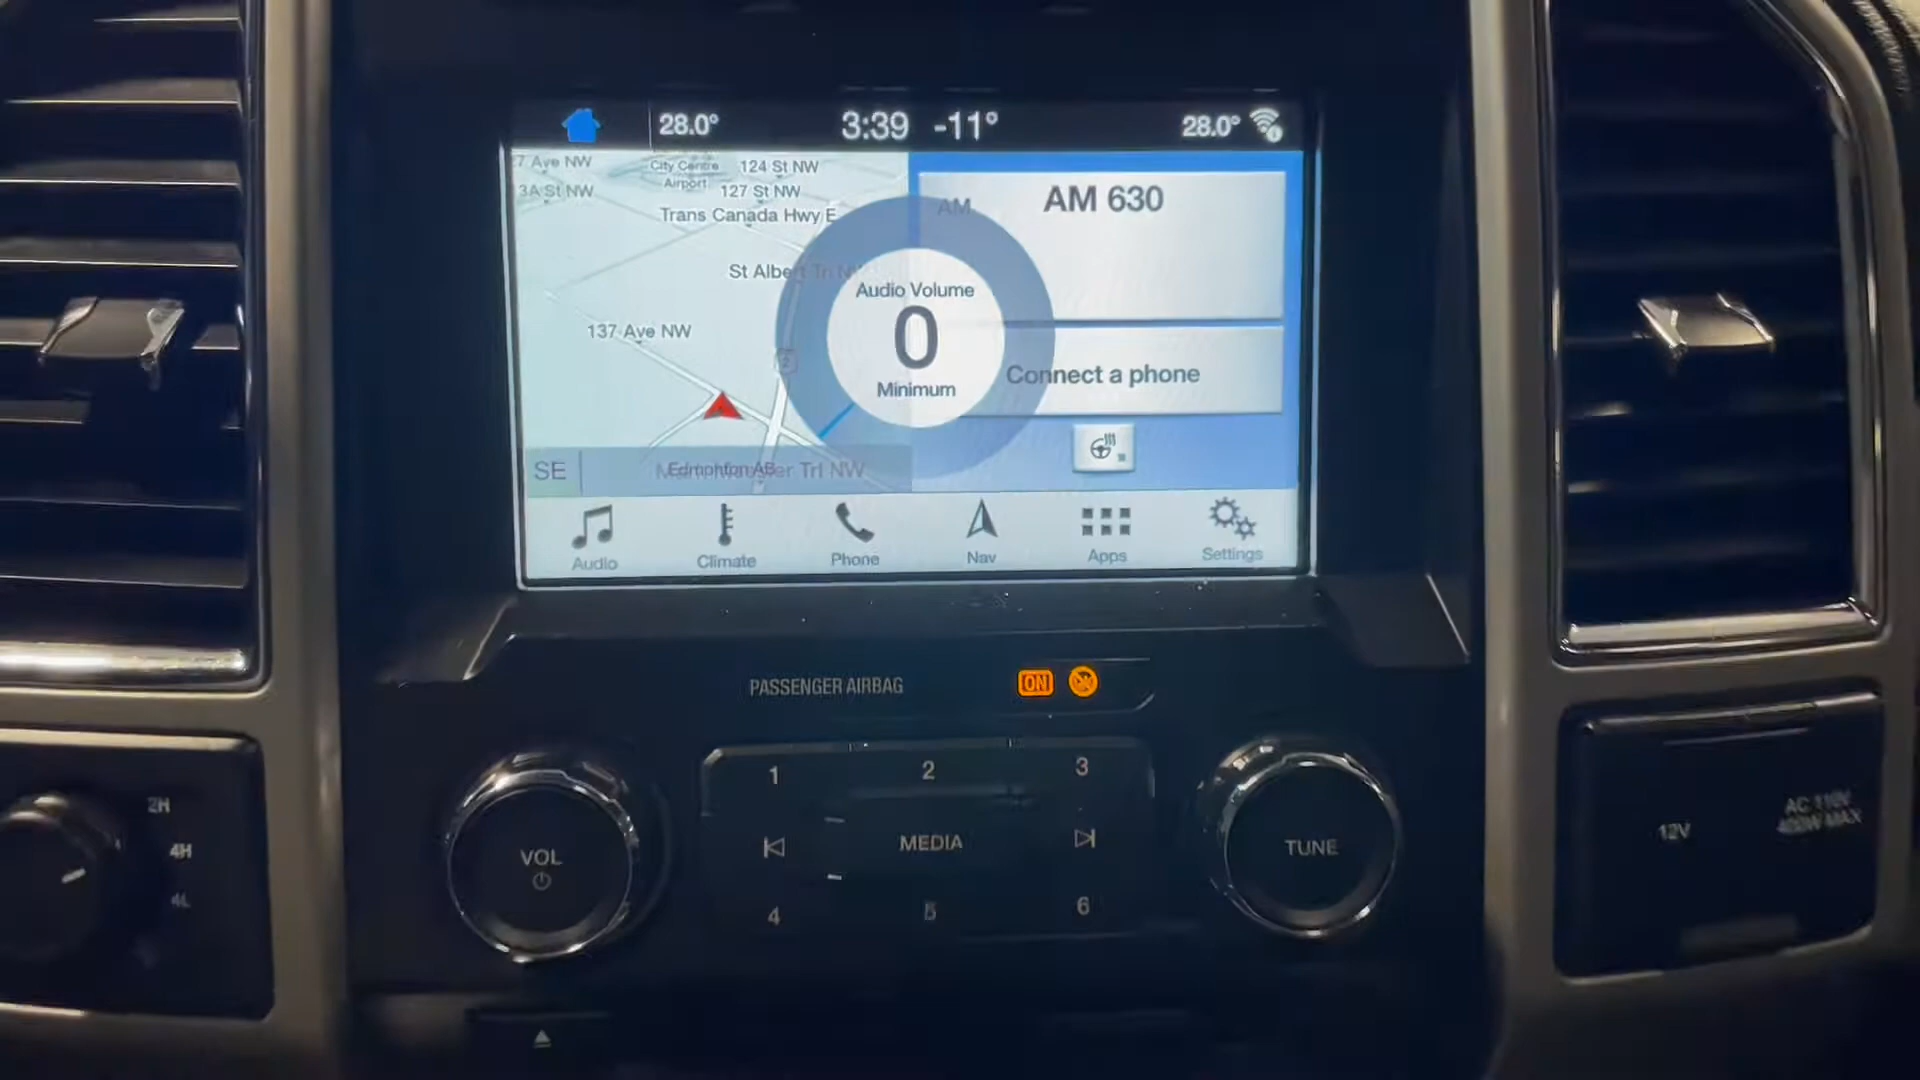 28.0° 3:39 -11° 28.0°
7 Ave NW
City Centre
Airport
124 St NW
3A St NW
127 St NW
Trans Canada Hwy E
St Albert Trl N
137 Ave NW
AM
AM 630
Audio Volume
0
Minimum
Connect a phone
SE
Edmonton AB
Trl NW
Audio Climate Phone Nav Apps Settings
PASSENGER AIRBAG ON
1 2 3
VOL MEDIA TUNE
4 5 6
2H
4H
4L
12V
AC 110V
400W MAX